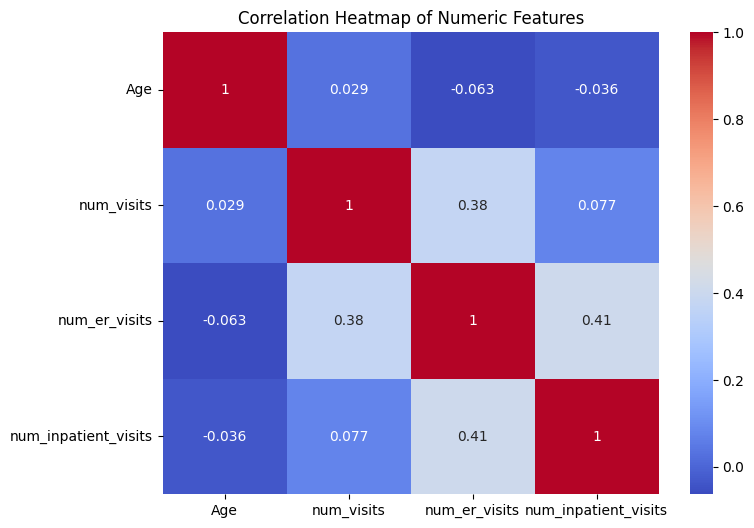 Correlation Heatmap of Numeric Features
Age
1
0.029
-0.063
-0.036
num_visits
0.029
1
0.38
0.077
num_er_visits
-0.063
0.38
1
0.41
num_inpatient_visits
-0.036
0.077
0.41
1
Age
num_visits
num_er_visits
num_inpatient_visits
1.0
0.8
0.6
0.4
0.2
0.0